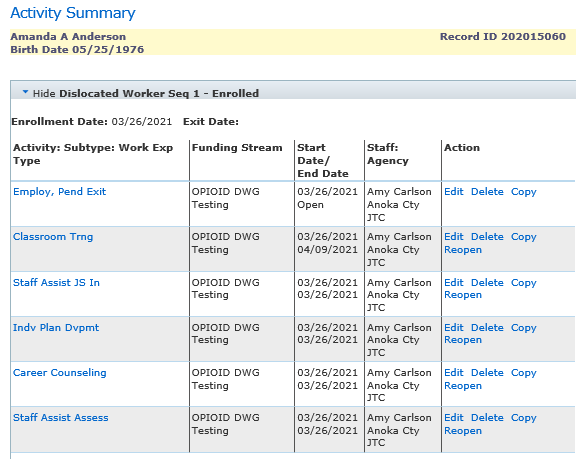 Activity Summary
Amanda A Anderson Record ID 202015060
Birth Date 05/25/1976
Hide Dislocated Worker Seq 1 - Enrolled
Enrollment Date: 03/26/2021 Exit Date:
Activity: Subtype: Work Exp Funding Stream Start Staff: Action
Type Date/ Agency
End Date
Employ, Pend Exit OPIOID DWG 03/26/2021 Amy Carlson Edit Delete Copy
Testing Open Anoka Cty
JTC
Classroom Trng OPIOID DWG 03/26/2021 Amy Carlson Edit Delete Copy
Testing 04/09/2021 Anoka Cty Reopen
JTC
Staff Assist JS In OPIOID DWG 03/26/2021 Amy Carlson Edit Delete Copy
Testing 03/26/2021 Anoka Cty Reopen
JTC
Indv Plan Dvpmt OPIOID DWG 03/26/2021 Amy Carlson Edit Delete Copy
Testing 03/26/2021 Anoka Cty Reopen
JTC
Career Counseling OPIOID DWG 03/26/2021 Amy Carlson Edit Delete Copy
Testing 03/26/2021 Anoka Cty Reopen
JTC
Staff Assist Assess OPIOID DWG 03/26/2021 Amy Carlson Edit Delete Copy
Testing 03/26/2021 Anoka Cty Reopen
JTC